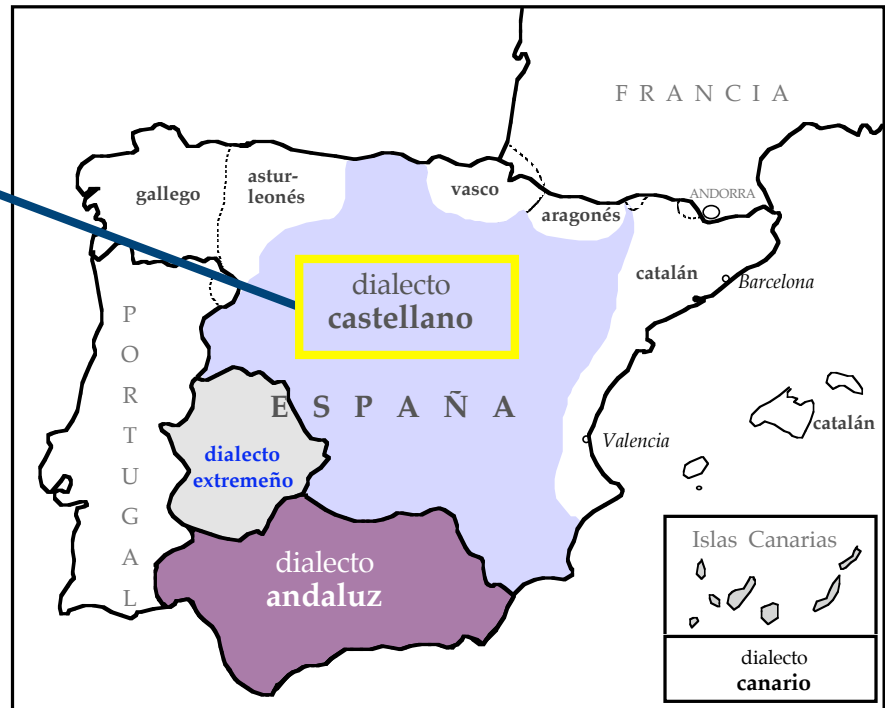 F R A N C I A
gallego
astur-
leonés
vasco
aragonés
ANDORRA
catalán
Barcelona
dialecto
castellano
P O R T U G A L
E S P A Ñ A
dialecto
extremeño
Valencia
catalán
dialecto
andaluz
Islas Canarias
dialecto
canario